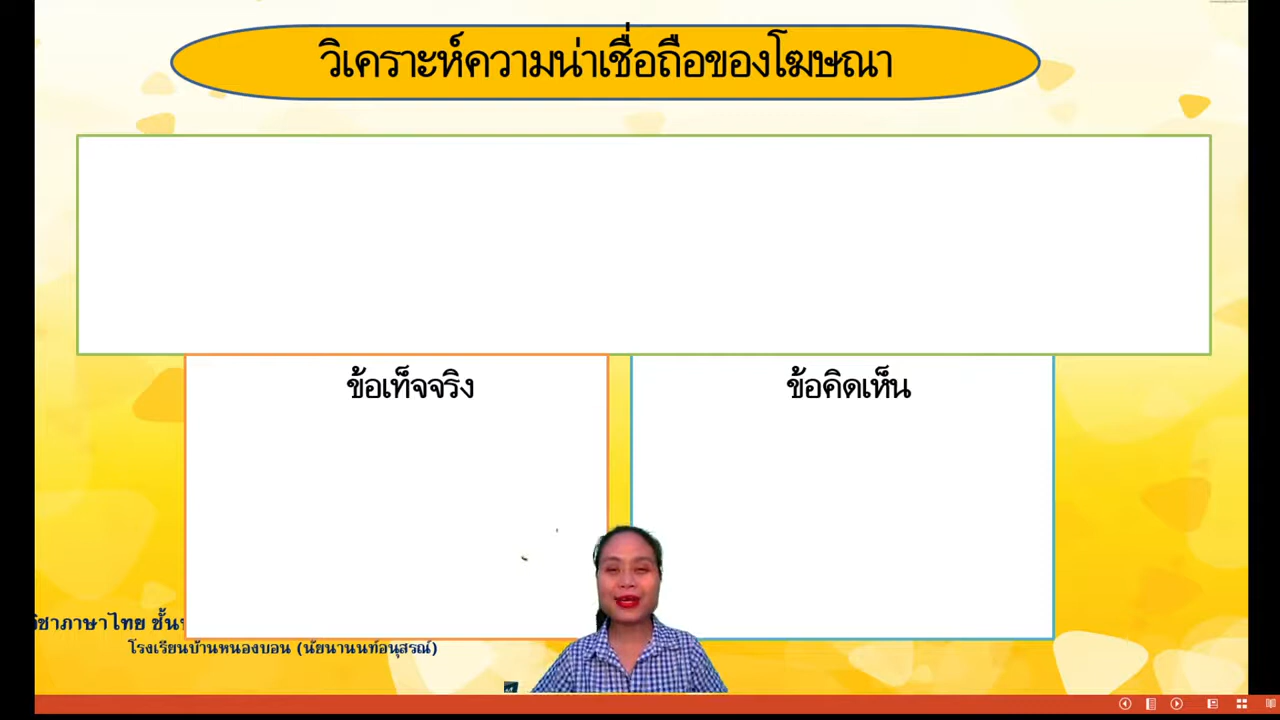 วิเคราะห์ความน่าเชื่อถือของโฆษณา
ข้อเท็จจริง
ข้อคิดเห็น
วิชาภาษาไทย
โรงเรียนบ้านหนองบอน (นัยนานนท์อนุสรณ์)